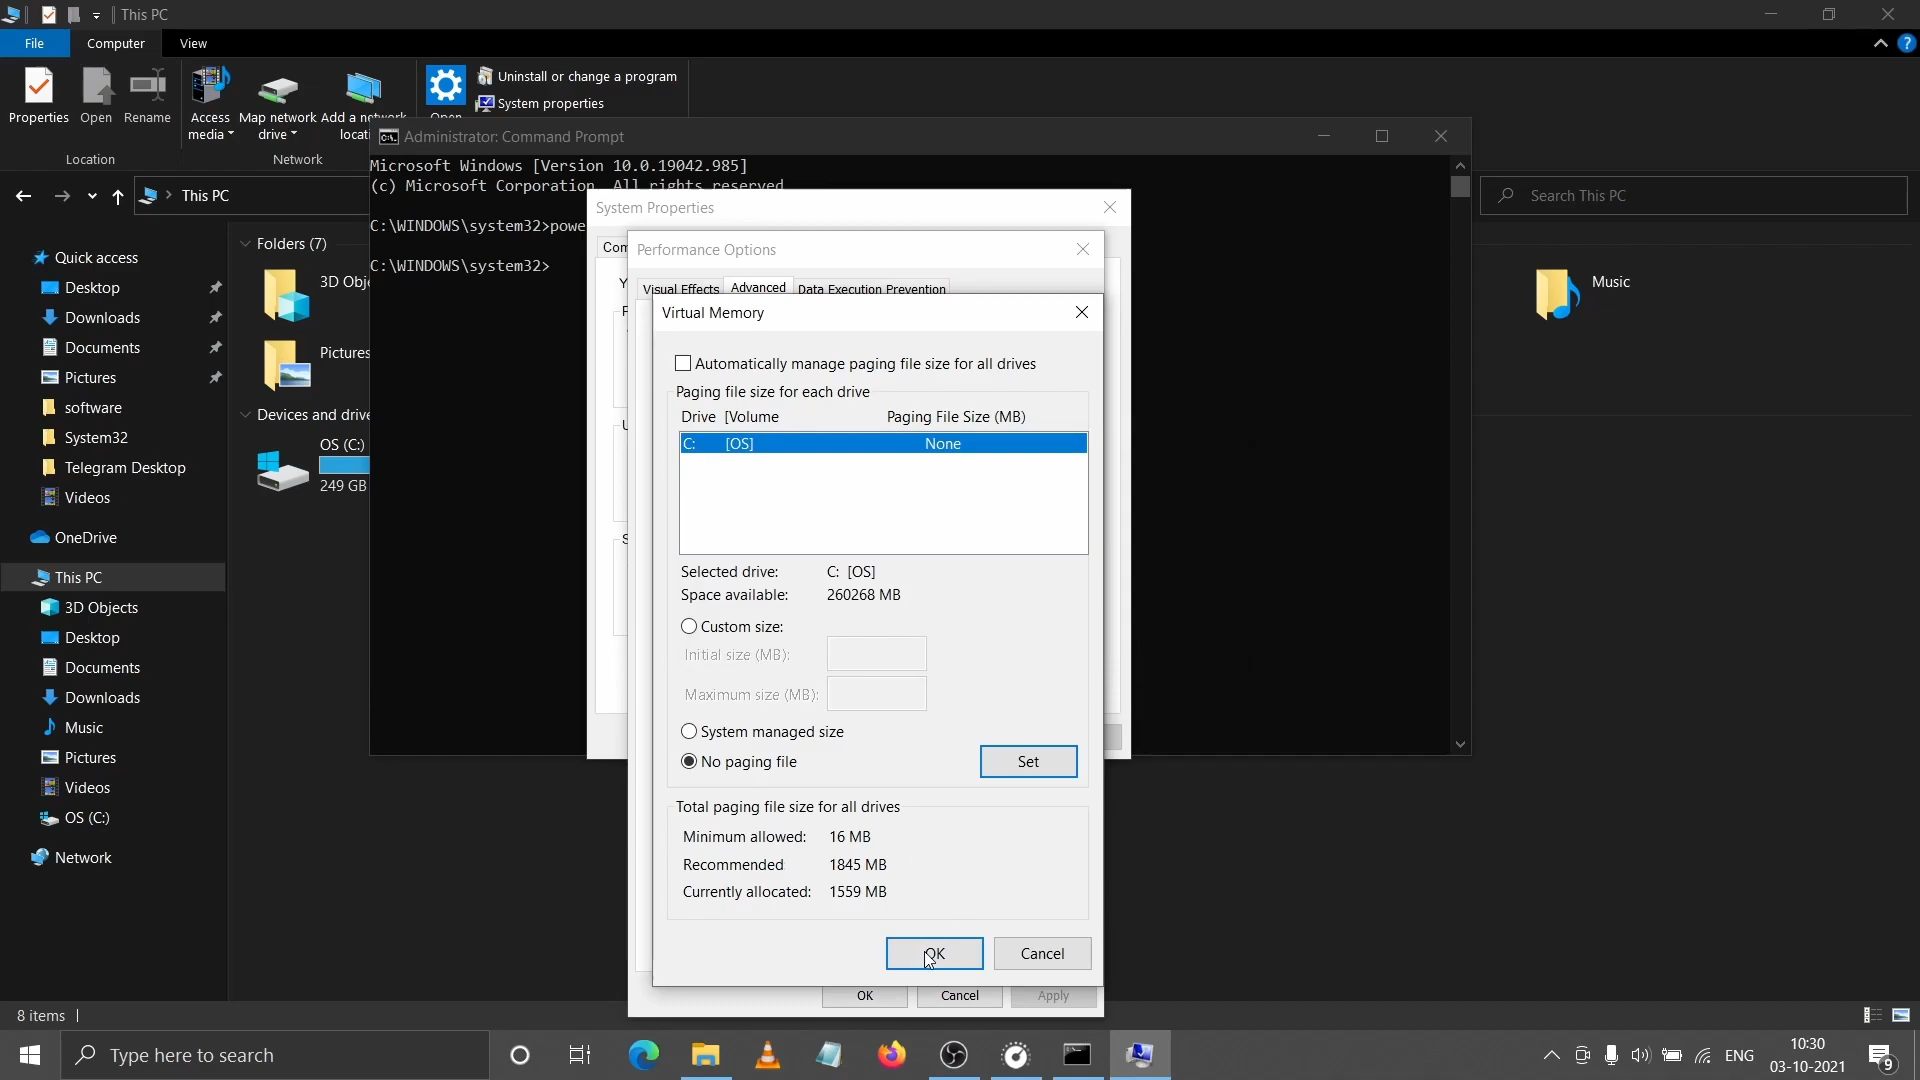 This PC
File
Computer
View
Properties
Open
Rename
Access media
Map network drive
Add a network locati
Open
Uninstall or change a program
System properties
Location
Network
This PC
Search This PC
Administrator: Command Prompt
Microsoft Windows [Version 10.0.19042.985]
(c) Microsoft Corporation. All rights reserved
C:\WINDOWS\system32>powe
C:\WINDOWS\system32>
Quick access
Desktop
Downloads
Documents
Pictures
software
System32
Telegram Desktop
Videos
OneDrive
This PC
3D Objects
Desktop
Documents
Downloads
Music
Pictures
Videos
OS (C:)
Network
Folders (7)
3D Obje
Pictures
Devices and drive
OS (C:)
249 GB
Music
System Properties
Com
Y
Performance Options
Visual Effects
Advanced
Data Execution Prevention
Virtual Memory
Automatically manage paging file size for all drives
Paging file size for each drive
Drive [Volume
Paging File Size (MB)
C: [OS] None
Selected drive: C: [OS]
Space available: 260268 MB
Custom size:
Initial size (MB):
Maximum size (MB):
System managed size
No paging file
Set
Total paging file size for all drives
Minimum allowed: 16 MB
Recommended 1845 MB
Currently allocated: 1559 MB
OK
Cancel
OK
Cancel
Apply
8 items
Type here to search
ENG
10:30
03-10-2021
9